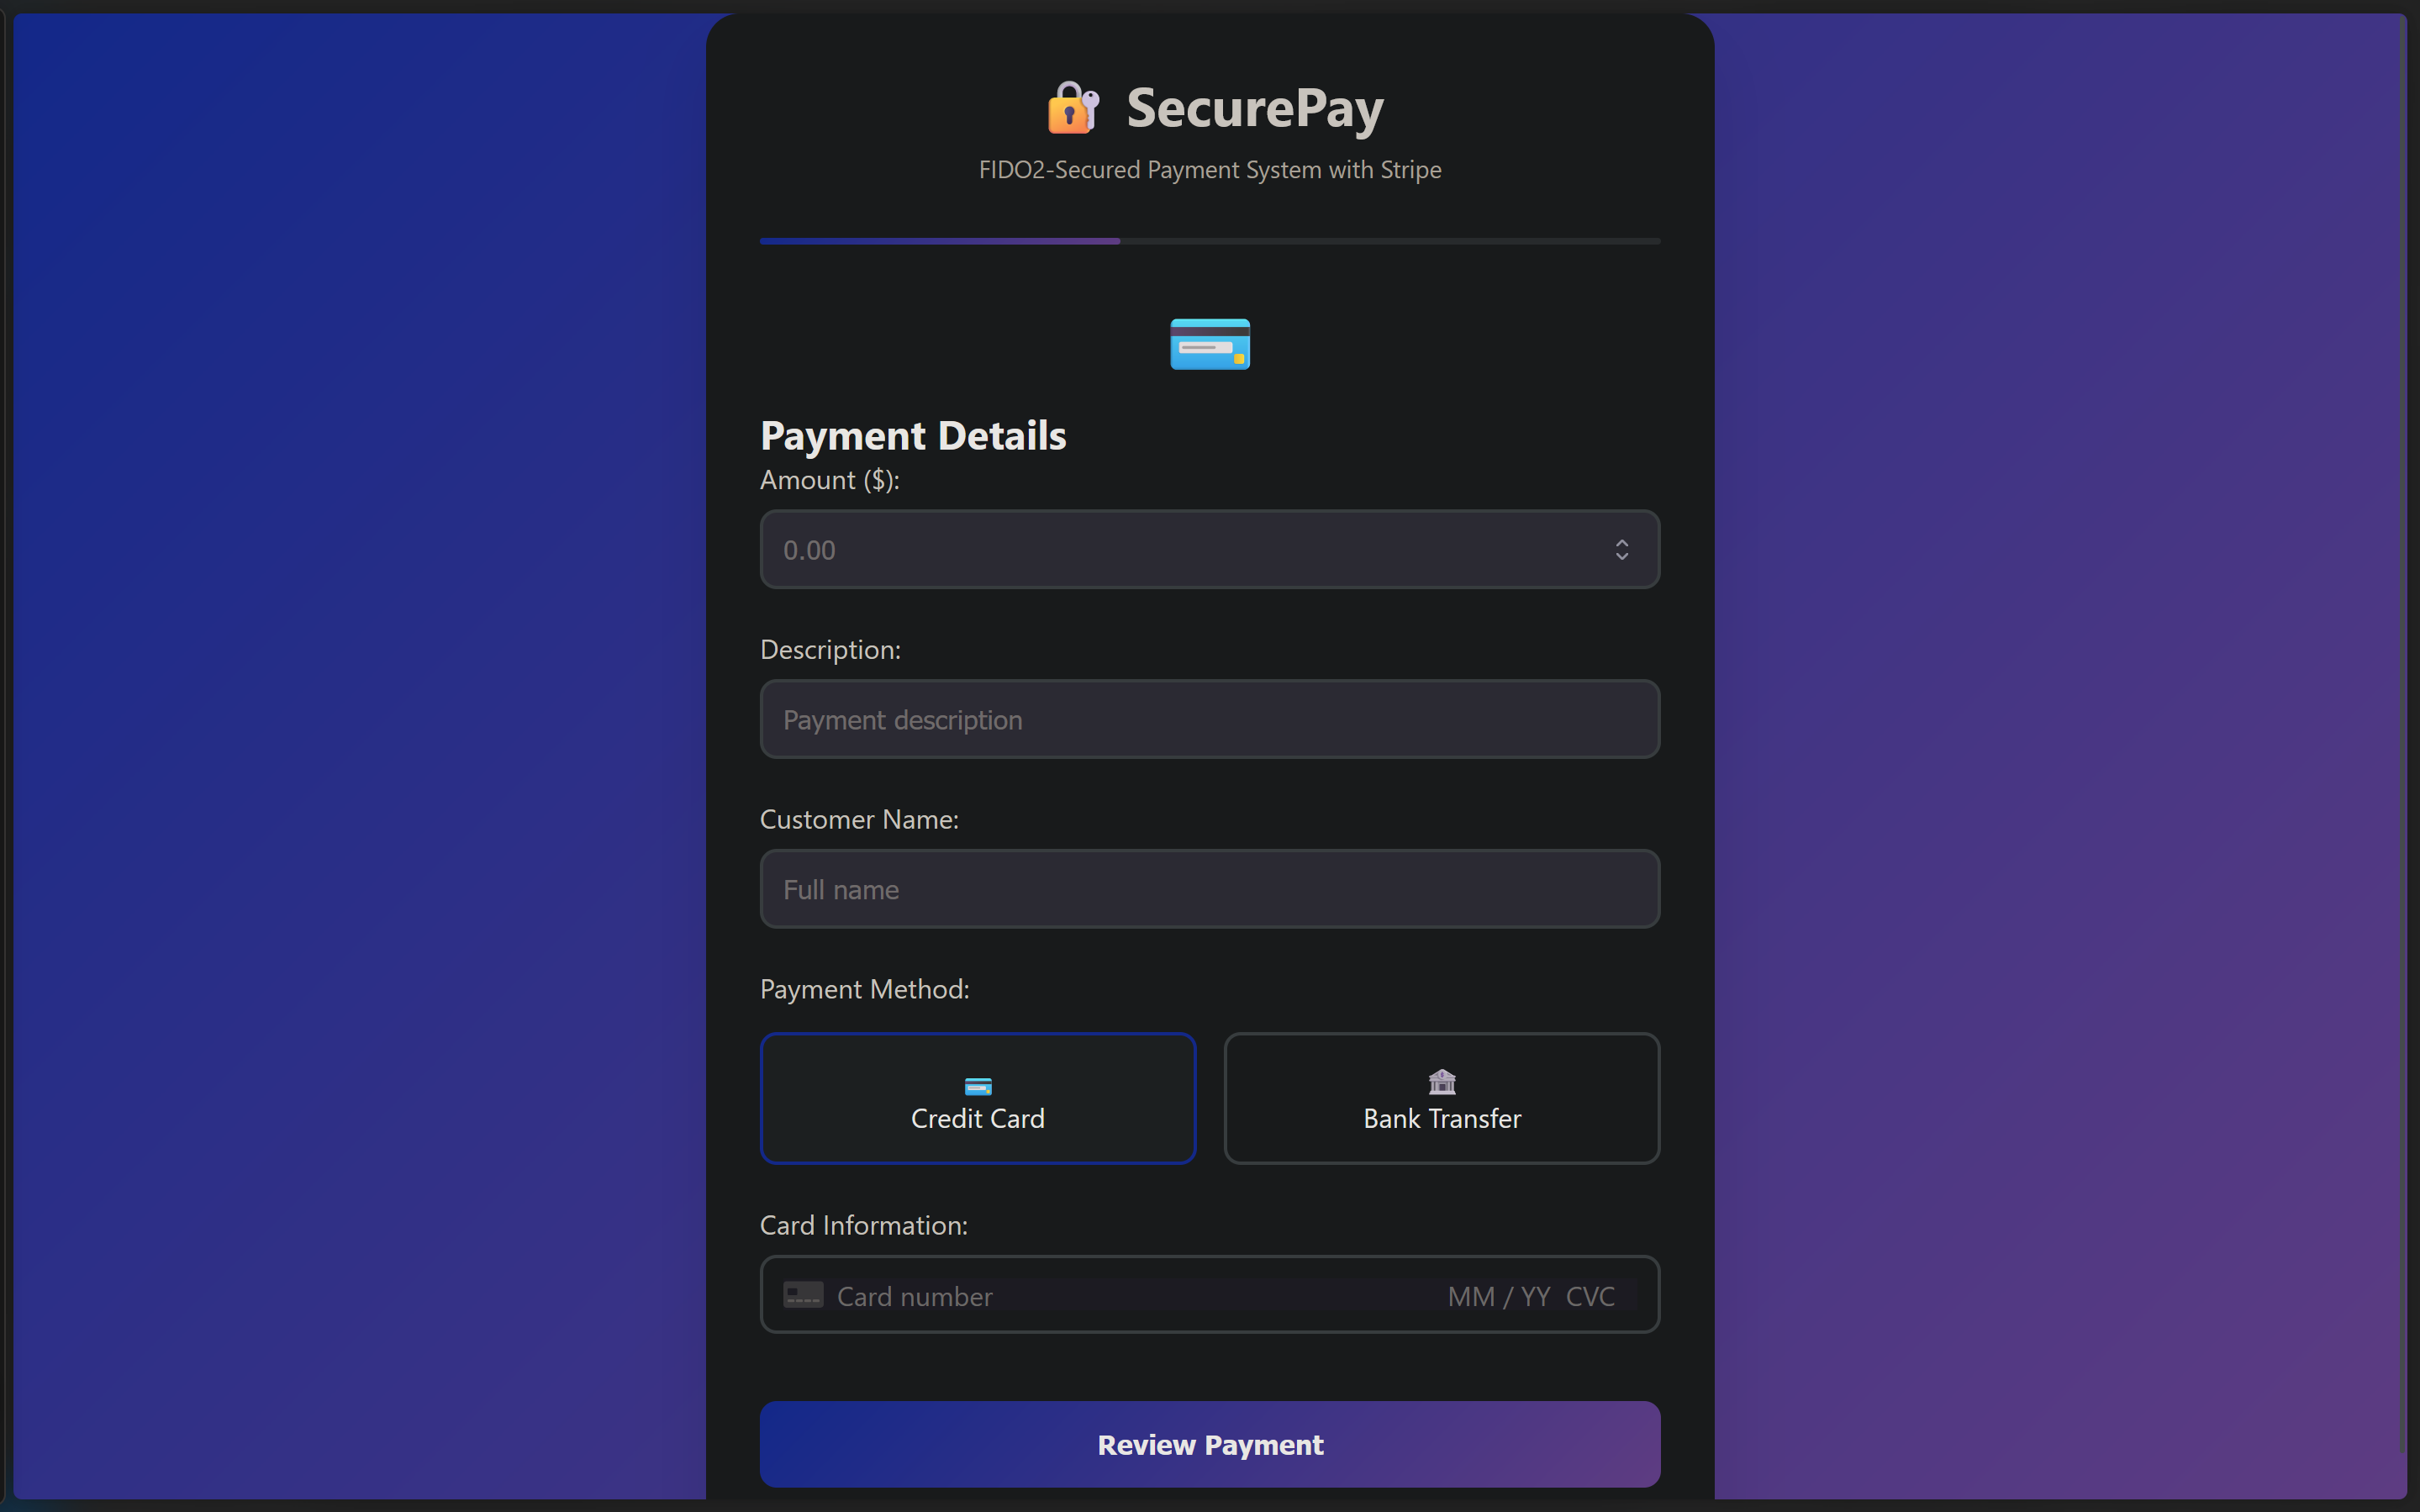 SecurePay
FIDO2-Secured Payment System with Stripe
Payment Details
Amount ($):
0.00
Description:
Payment description
Customer Name:
Full name
Payment Method:
Credit Card
Bank Transfer
Card Information:
Card number MM / YY CVC
Review Payment